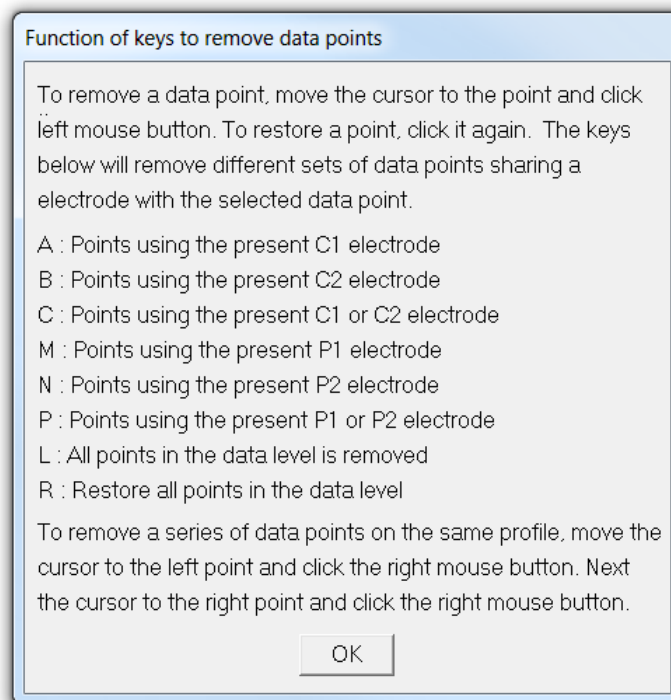 Function of keys to remove data points
To remove a data point, move the cursor to the point and click
left mouse button. To restore a point, click it again. The keys
below will remove different sets of data points sharing a
electrode with the selected data point.
A : Points using the present C1 electrode
B : Points using the present C2 electrode
C : Points using the present C1 or C2 electrode
M : Points using the present P1 electrode
N : Points using the present P2 electrode
P : Points using the present P1 or P2 electrode
L : All points in the data level is removed
R : Restore all points in the data level
To remove a series of data points on the same profile, move the
cursor to the left point and click the right mouse button. Next
the cursor to the right point and click the right mouse button.
OK